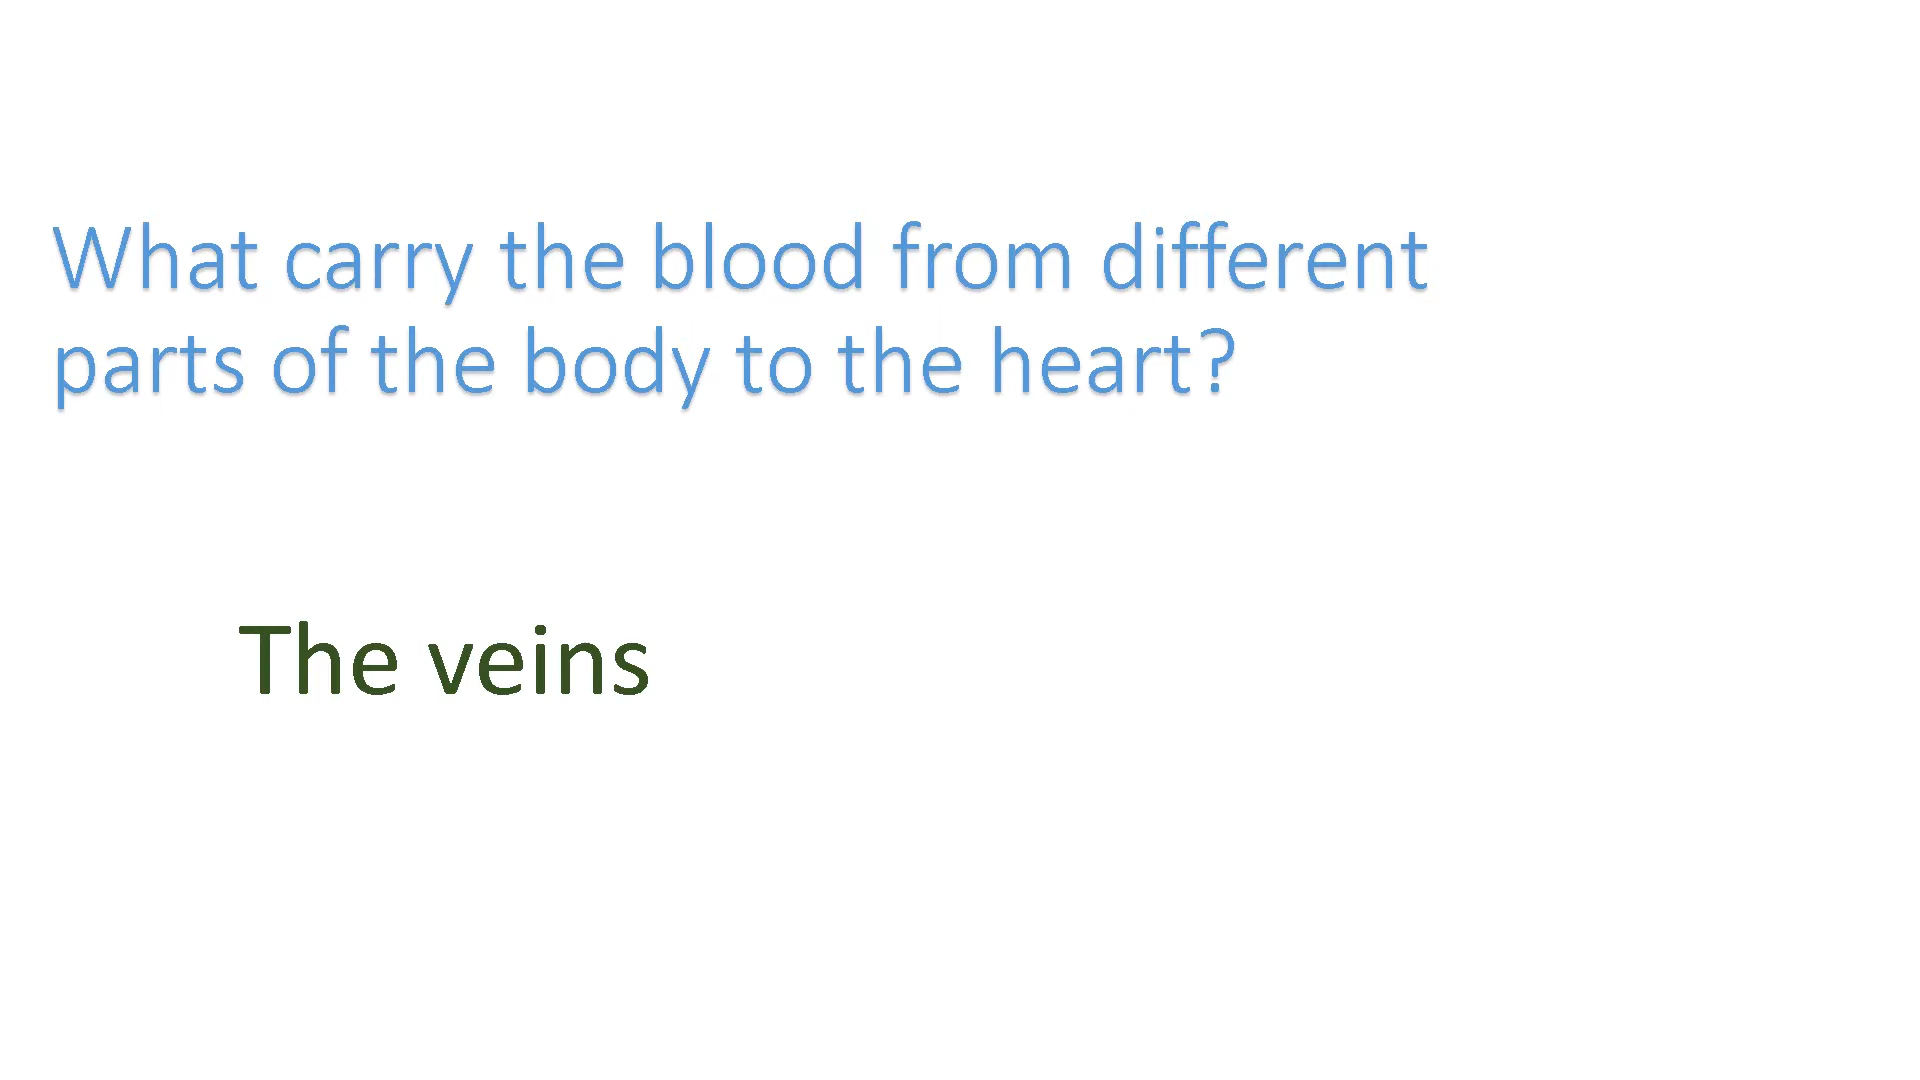 What carry the blood from different
parts of the body to the heart?
The veins